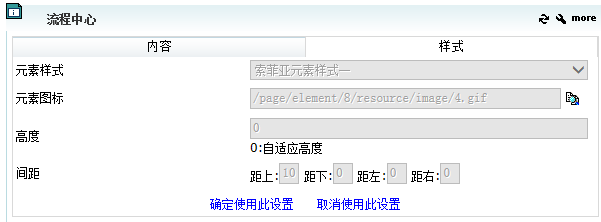 流程中心 more
内容 样式
元素样式 索菲亚元素样式一
元素图标 /page/element/8/resource/image/4.gif
高度 0
0:自适应高度
间距 距上:10 距下:0 距左:0 距右:0
确定使用此设置 取消使用此设置